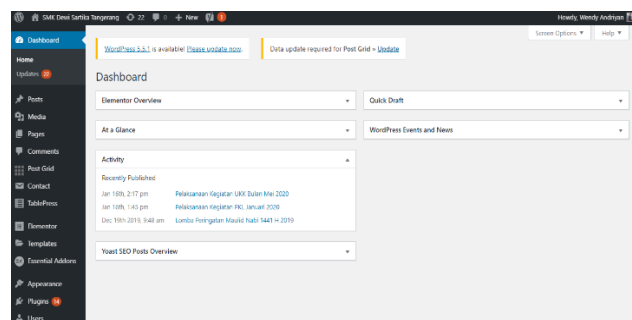 SMK Dewi Sartika Tangerang 22 0 + New 1 Howdy, Wendy Andriyan
Screen Options ▼ Help ▼
Dashboard
Home
Updates 22
Posts
Media
Pages
Comments
Post Grid
Contact
TablePress
Elementor
Templates
Essential Addons
Appearance
Plugins 14
Users
WordPress 5.5.1 is available! Please update now.
Data update required for Post Grid » Update
Dashboard
Elementor Overview
Quick Draft
At a Glance
WordPress Events and News
Activity
Recently Published
Jan 16th, 2:17 pm Pelaksanaan Kegiatan UKK Bulan Mei 2020
Jan 10th, 1:45 pm Pelaksanaan Kegiatan PKL Januari 2020
Dec 19th 2019, 9:48 am Lomba Peringatan Maulid Nabi 1441 H 2019
Yoast SEO Posts Overview